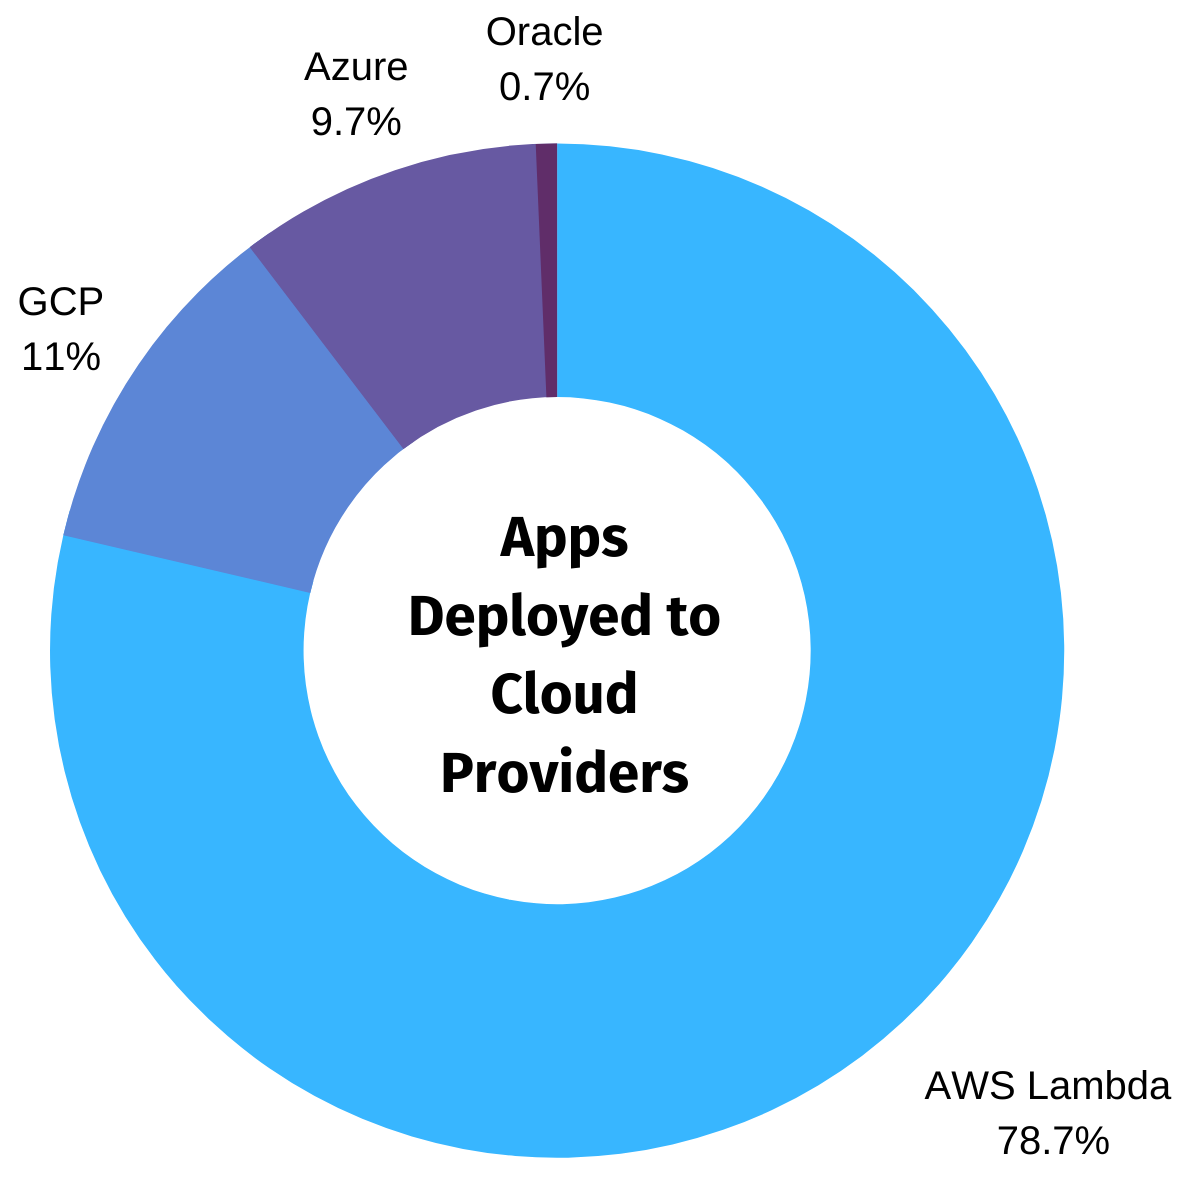 Oracle
0.7%
Azure
9.7%
GCP
11%
Apps
Deployed to
Cloud
Providers
AWS Lambda
78.7%